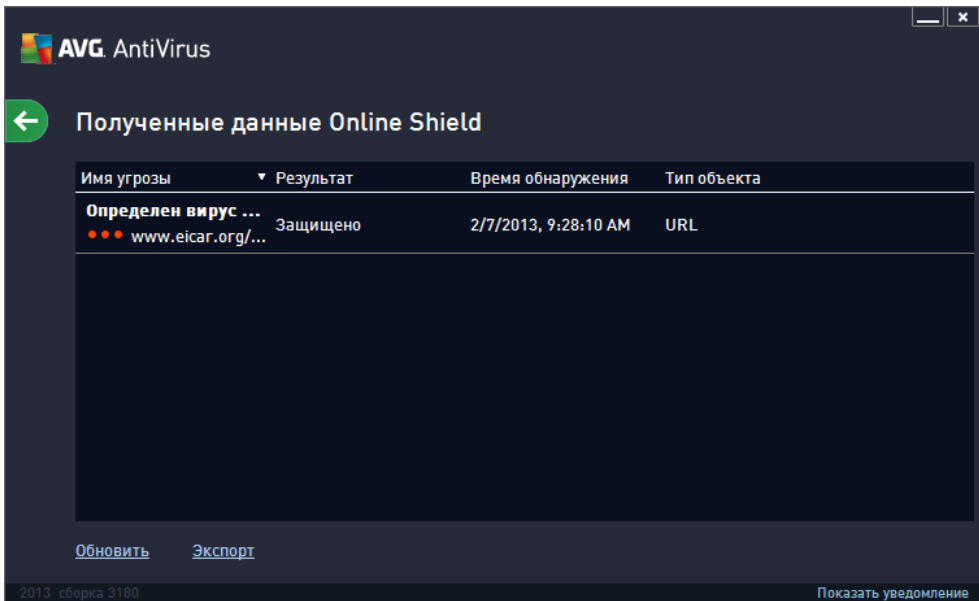 AVG. AntiVirus
Полученные данные Online Shield
Имя угрозы Результат Время обнаружения Тип объекта
Определен вирус ...
www.eicar.org/... Защищено 2/7/2013, 9:28:10 AM URL
Обновить Экспорт
2013 сборка 3180 Показать уведомление